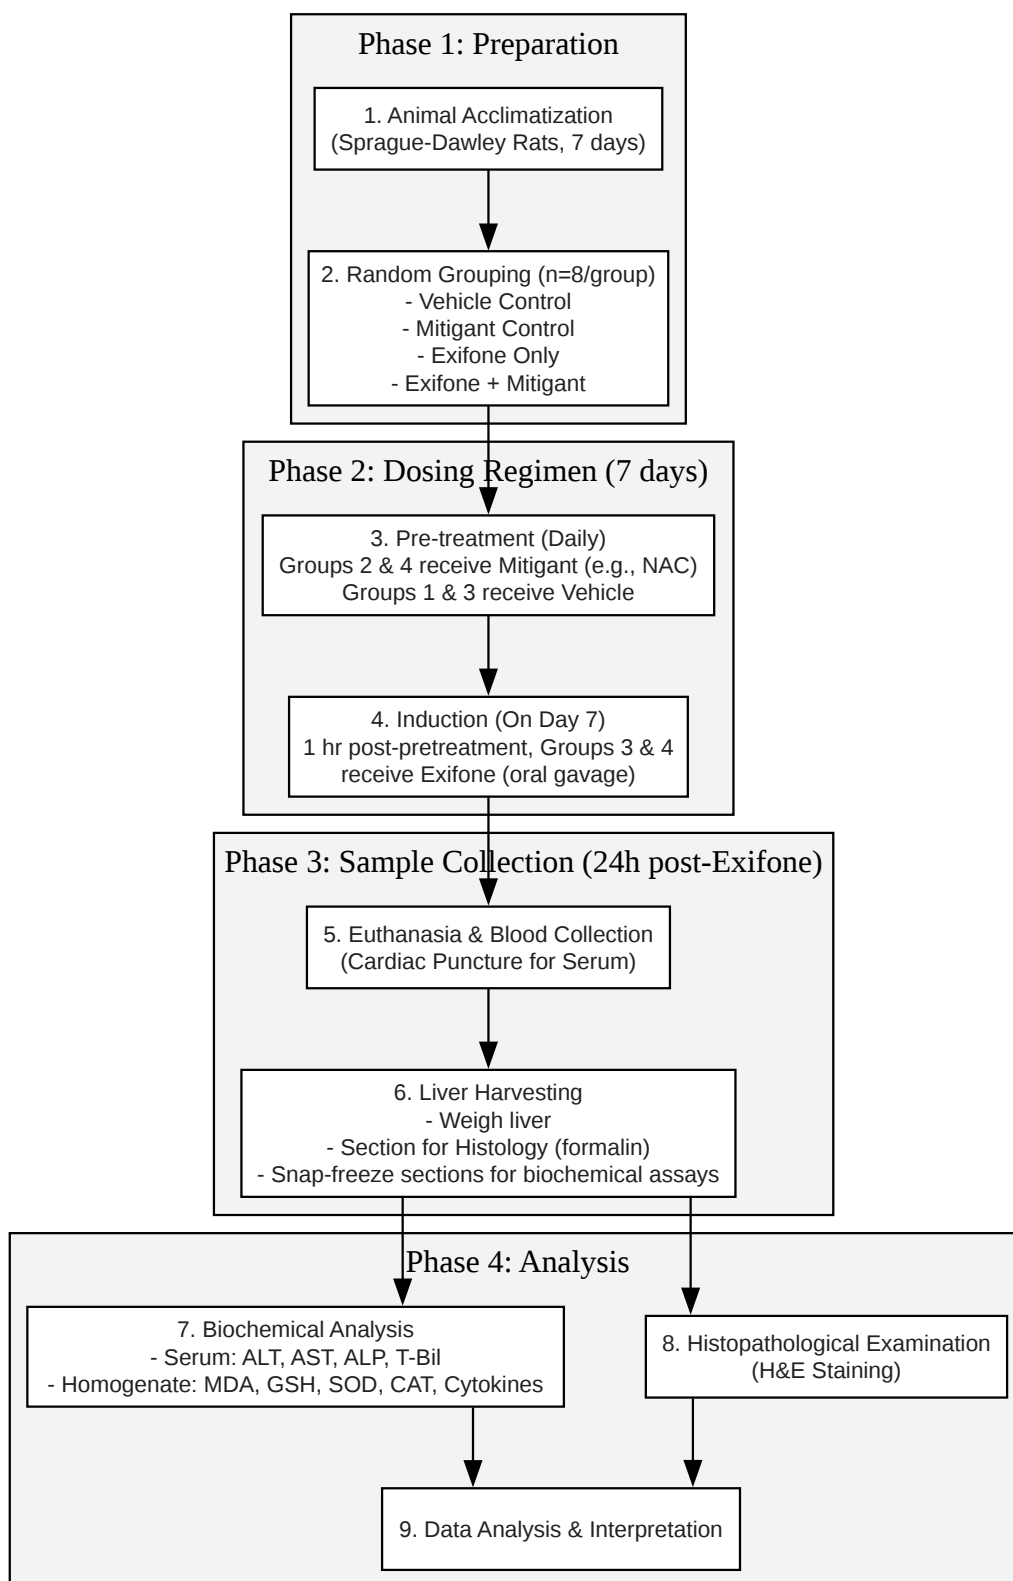 Phase 1: Preparation
1. Animal Acclimatization
(Sprague-Dawley Rats, 7 days)
2. Random Grouping (n=8/group)
- Vehicle Control
- Mitigant Control
- Exifone Only
- Exifone + Mitigant
Phase 2: Dosing Regimen (7 days)
3. Pre-treatment (Daily)
Groups 2 & 4 receive Mitigant (e.g., NAC)
Groups 1 & 3 receive Vehicle
4. Induction (On Day 7)
1 hr post-pretreatment, Groups 3 & 4
receive Exifone (oral gavage)
Phase 3: Sample Collection (24h post-Exifone)
5. Euthanasia & Blood Collection
(Cardiac Puncture for Serum)
6. Liver Harvesting
- Weigh liver
- Section for Histology (formalin)
- Snap-freeze sections for biochemical assays
Phase 4: Analysis
7. Biochemical Analysis
- Serum: ALT, AST, ALP, T-Bil
- Homogenate: MDA, GSH, SOD, CAT, Cytokines
8. Histopathological Examination
(H&E Staining)
9. Data Analysis & Interpretation